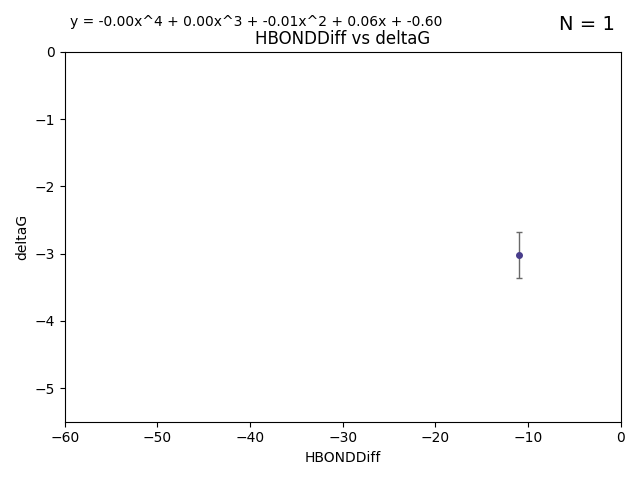 y = -0.00x^4 + 0.00x^3 + -0.01x^2 + 0.06x + -0.60
N = 1
HBONDDiff vs deltaG
0
−1
−2
−3
−4
−5
deltaG
−60 −50 −40 −30 −20 −10 0
HBONDDiff